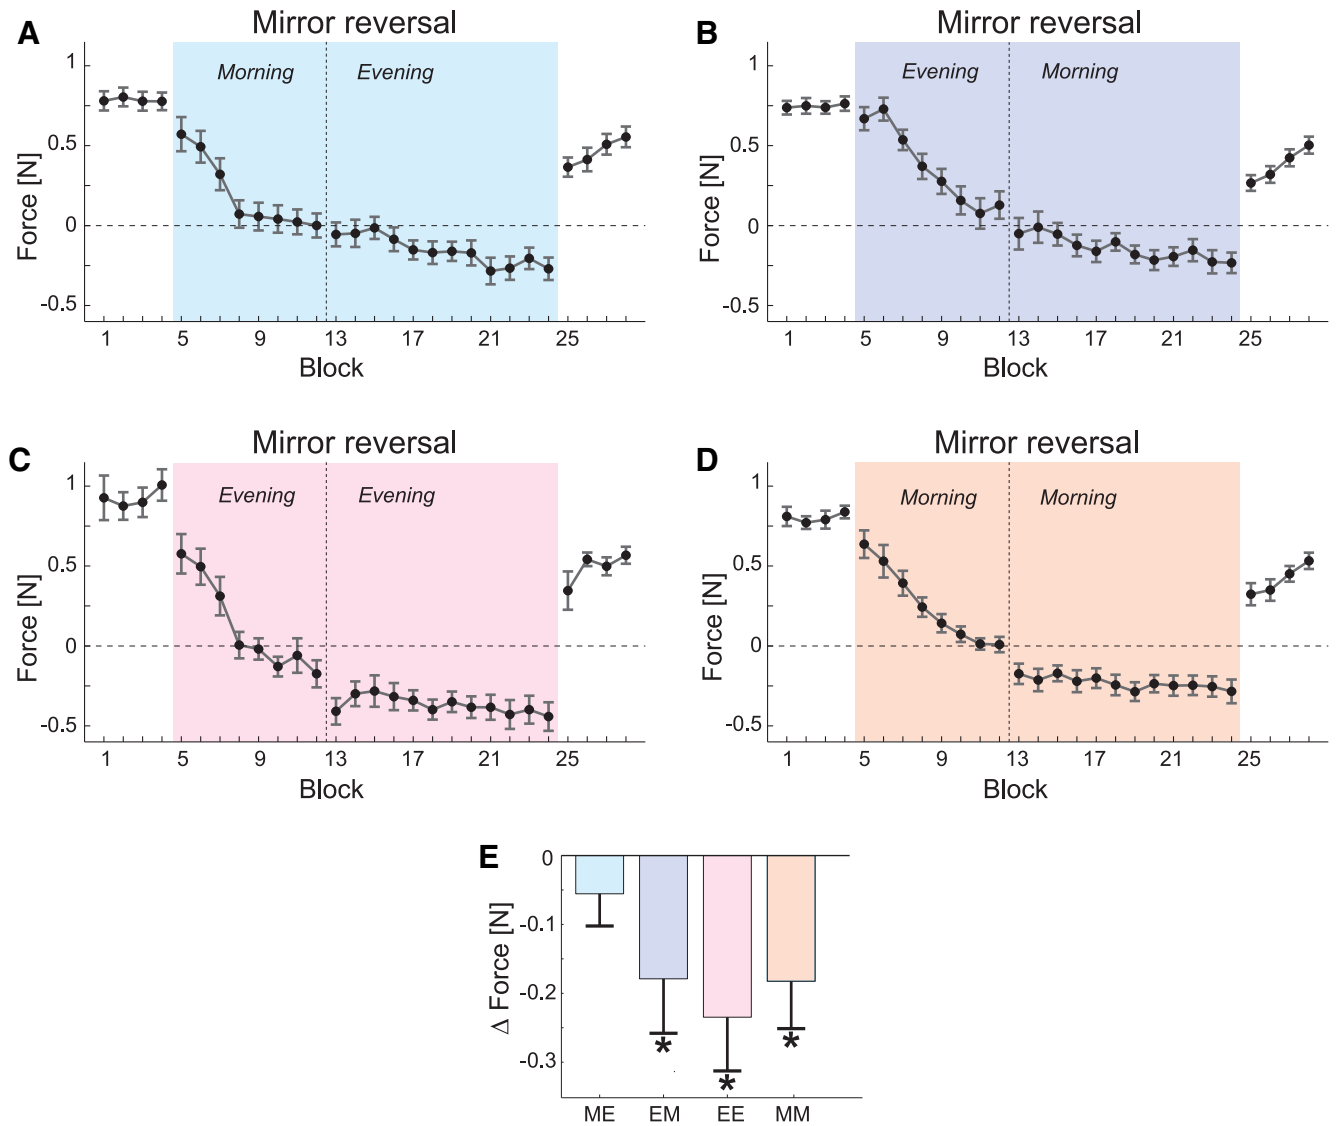 A
Mirror reversal
Morning
Evening
Force [N]
1
0.5
0
-0.5
1 5 9 13 17 21 25
Block
B
Mirror reversal
Evening
Morning
Force [N]
1
0.5
0
-0.5
1 5 9 13 17 21 25
Block
C
Mirror reversal
Evening
Evening
Force [N]
1
0.5
0
-0.5
1 5 9 13 17 21 25
Block
D
Mirror reversal
Morning
Morning
Force [N]
1
0.5
0
-0.5
1 5 9 13 17 21 25
Block
E
Δ Force [N]
0
-0.1
-0.2
-0.3
* * *
ME EM EE MM